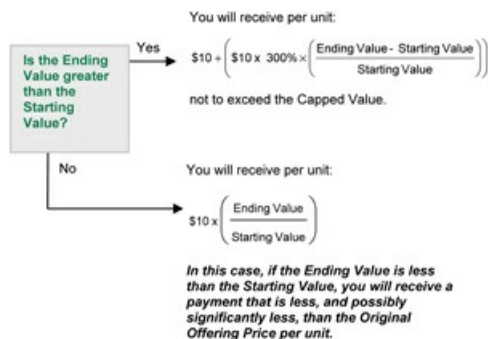 You will receive per unit:
Is the Ending
Value greater
than the
Starting
Value?
Yes
$10 + ($10 x 300% × (Ending Value - Starting Value
Starting Value))
not to exceed the Capped Value.
No
You will receive per unit:
$10 x (Ending Value
Starting Value)
In this case, if the Ending Value is less
than the Starting Value, you will receive a
payment that is less, and possibly
significantly less, than the Original
Offering Price per unit.